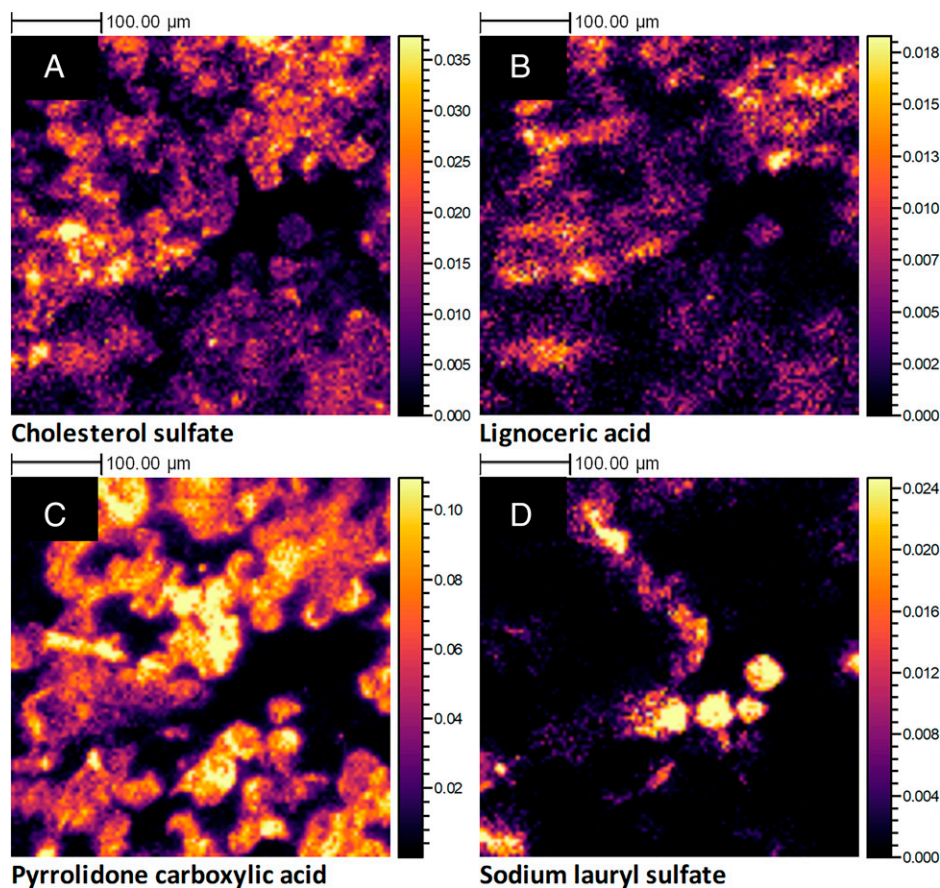 100.00 µm
100.00 µm
A
B
0.035
0.030
0.025
0.020
0.015
0.010
0.005
0.000
0.018
0.015
0.013
0.010
0.007
0.005
0.002
0.000
Cholesterol sulfate
Lignoceric acid
100.00 µm
100.00 µm
C
D
0.10
0.08
0.06
0.04
0.02
0.024
0.020
0.016
0.012
0.008
0.004
0.000
Pyrrolidone carboxylic acid
Sodium lauryl sulfate